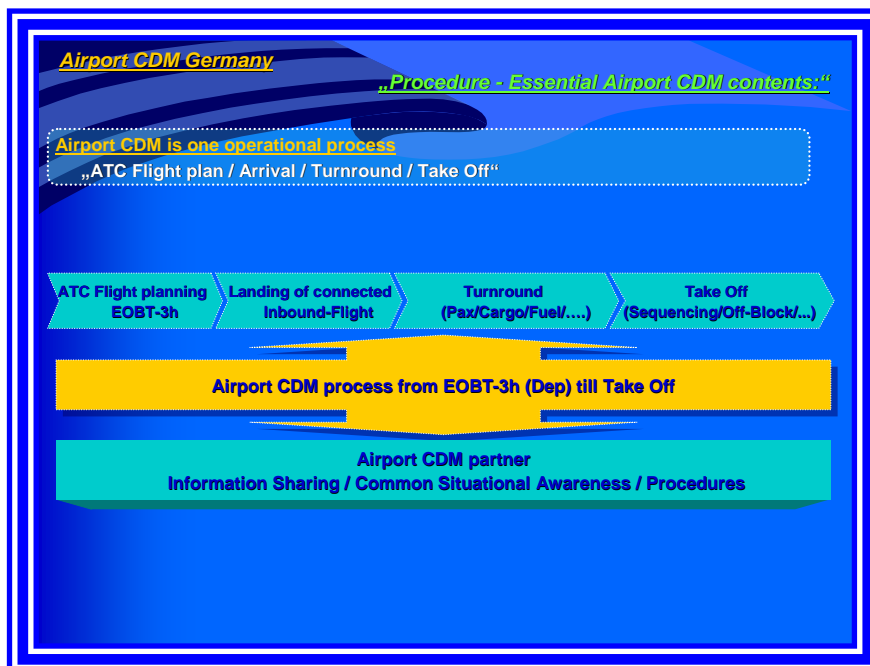 Airport CDM Germany
„Procedure - Essential Airport CDM contents:“
Airport CDM is one operational process
„ATC Flight plan / Arrival / Turnround / Take Off“
ATC Flight planning
EOBT-3h
Landing of connected
Inbound-Flight
Turnround
(Pax/Cargo/Fuel/....)
Take Off
(Sequencing/Off-Block/...)
Airport CDM process from EOBT-3h (Dep) till Take Off
Airport CDM partner
Information Sharing / Common Situational Awareness / Procedures